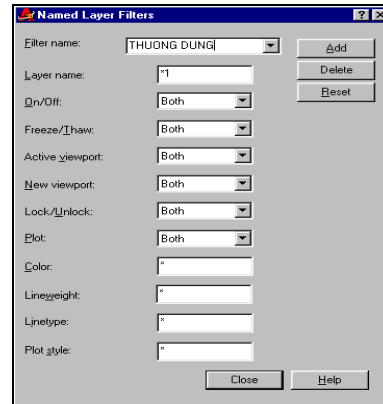 Named Layer Filters
Filter name: THUONG DUNG Add
Layer name: *1 Delete
On/Off: Both Reset
Freeze/Thaw: Both
Active viewport: Both
New viewport: Both
Lock/Unlock: Both
Plot: Both
Color: *
Lineweight: *
Linetype: *
Plot style: *
Close Help